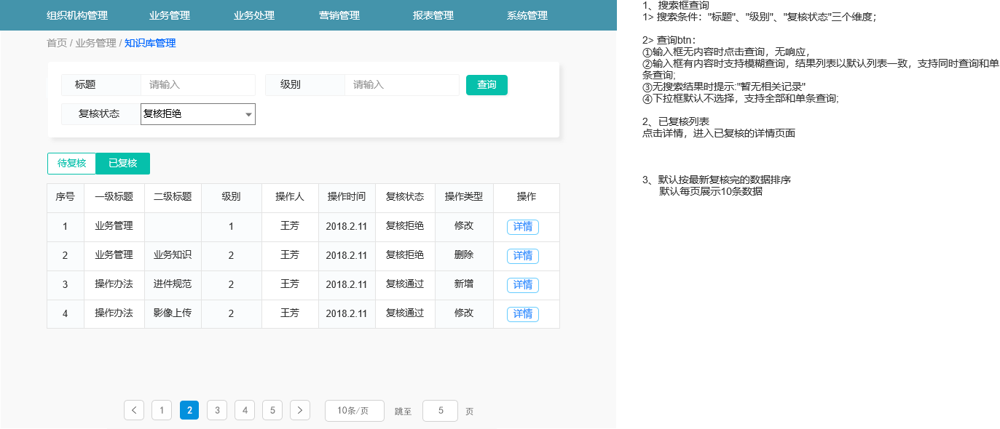 组织机构管理 业务管理 业务处理 营销管理 报表管理 系统管理
首页 / 业务管理 / 知识库管理
标题 请输入 级别 请输入 查询
复核状态 复核拒绝
待复核 已复核
序号 一级标题 二级标题 级别 操作人 操作时间 复核状态 操作类型 操作
1 业务管理 1 王芳 2018.2.11 复核拒绝 修改 详情
2 业务管理 业务知识 2 王芳 2018.2.11 复核拒绝 删除 详情
3 操作办法 进件规范 2 王芳 2018.2.11 复核通过 新增 详情
4 操作办法 影像上传 2 王芳 2018.2.11 复核通过 修改 详情
< 1 2 3 4 5 > 10条/页 跳至 5 页
1、搜索框查询
1> 搜索条件："标题"、"级别"、"复核状态"三个维度；
2> 查询btn：
①输入框无内容时点击查询，无响应，
②输入框有内容时支持模糊查询，结果列表以默认列表一致，支持同时查询和单
条查询;
③无搜索结果时提示:"暂无相关记录"
④下拉框默认不选择，支持全部和单条查询;
2、已复核列表
点击详情，进入已复核的详情页面
3、默认按最新复核完的数据排序
默认每页展示10条数据